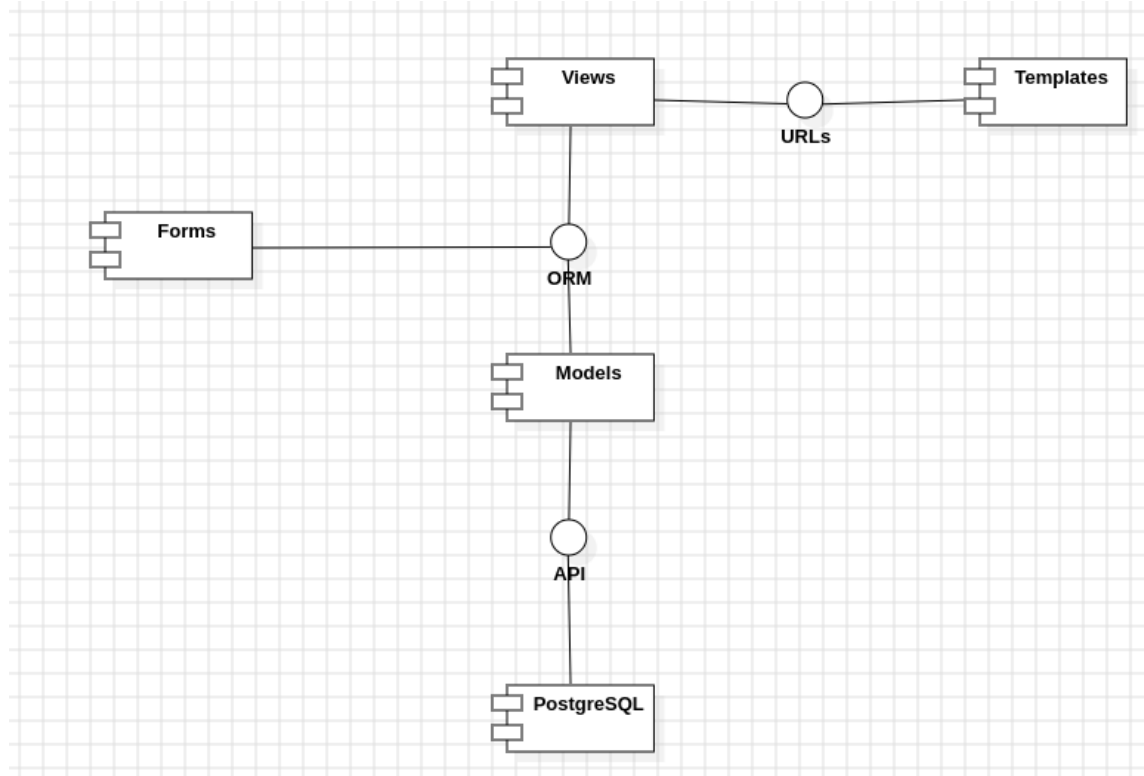 Views
Templates
URLs
Forms
ORM
Models
API
PostgreSQL